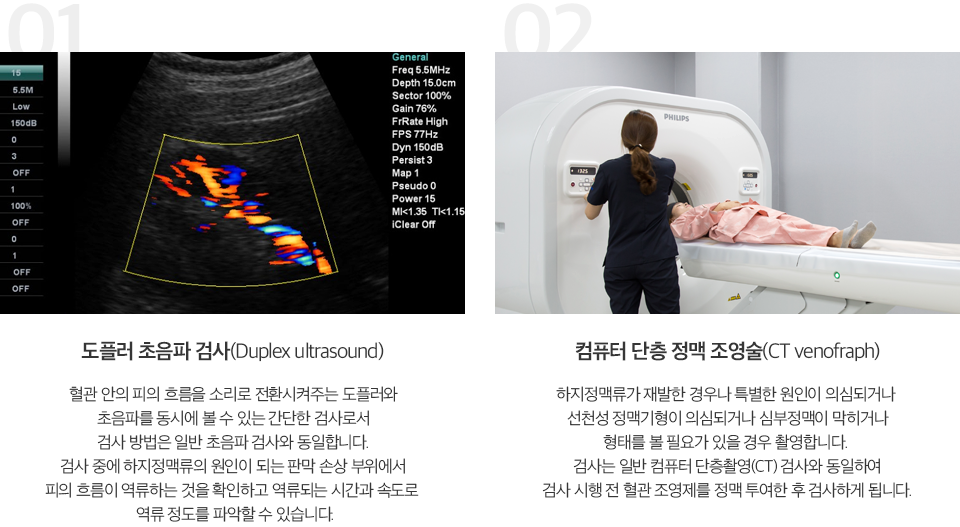 01
15
5.5M
Low
150dB
0
3
OFF
1
100%
OFF
0
1
OFF
OFF
General
Freq 5.5MHz
Depth 15.0cm
Sector 100%
Gain 76%
FrRate High
FPS 77Hz
Dyn 150dB
Persist 3
Map 1
Pseudo 0
Power 15
MI<1.35 TI<1.15
iClear Off
도플러 초음파 검사(Duplex ultrasound)
혈관 안의 피의 흐름을 소리로 전환시켜주는 도플러와
초음파를 동시에 볼 수 있는 간단한 검사로서
검사 방법은 일반 초음파 검사와 동일합니다.
검사 중에 하지정맥류의 원인이 되는 판막 손상 부위에서
피의 흐름이 역류하는 것을 확인하고 역류되는 시간과 속도로
역류 정도를 파악할 수 있습니다.
02
PHILIPS
컴퓨터 단층 정맥 조영술(CT venofraph)
하지정맥류가 재발한 경우나 특별한 원인이 의심되거나
선천성 정맥기형이 의심되거나 심부정맥이 막히거나
형태를 볼 필요가 있을 경우 촬영합니다.
검사는 일반 컴퓨터 단층촬영(CT) 검사와 동일하여
검사 시행 전 혈관 조영제를 정맥 투여한 후 검사하게 됩니다.